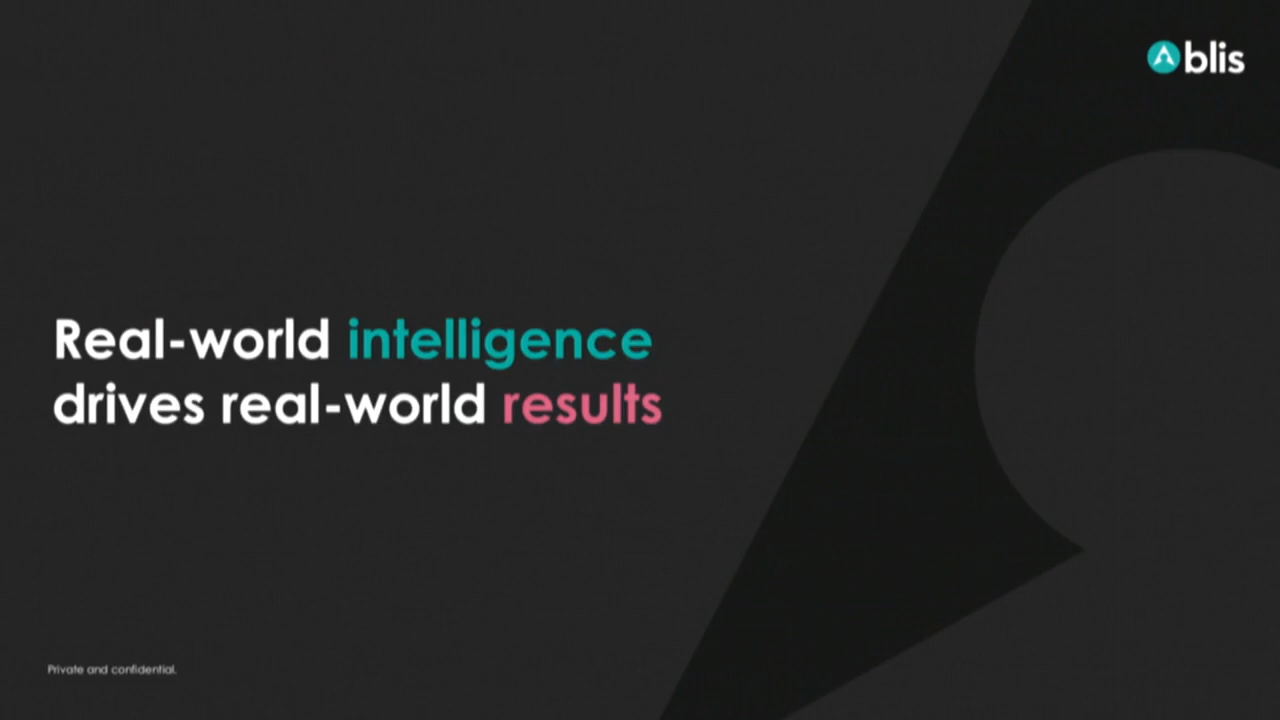 blis
Real-world intelligence
drives real-world results
Private and confidential.